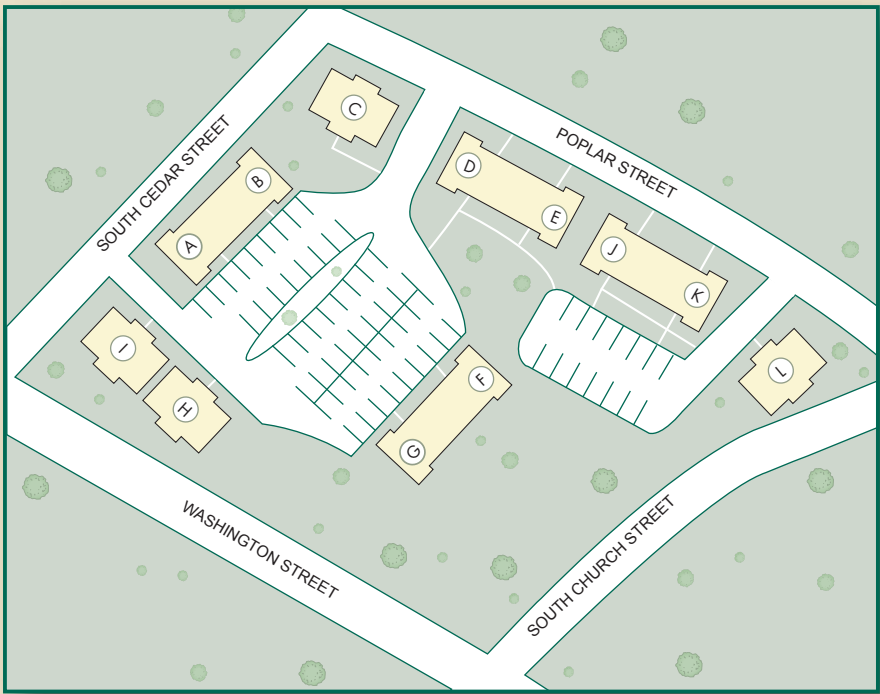 C
SOUTH CEDAR STREET
POPLAR STREET
D
B
E
A
J
K
I
L
F
H
G
WASHINGTON STREET
SOUTH CHURCH STREET